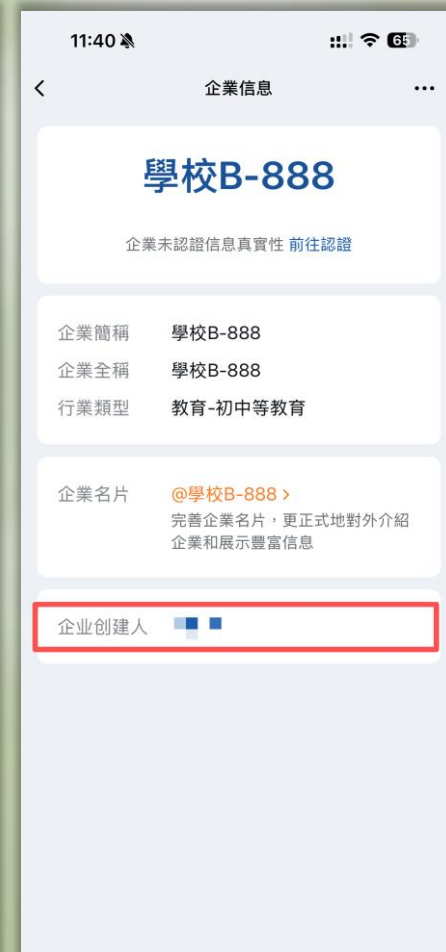 11:40
65
企業信息
學校B-888
企業未認證信息真實性 前往認證
企業簡稱 學校B-888
企業全稱 學校B-888
行業類型 教育-初中等教育
企業名片 @學校B-888 >
完善企業名片，更正式地對外介紹
企業和展示豐富信息
企业创建人